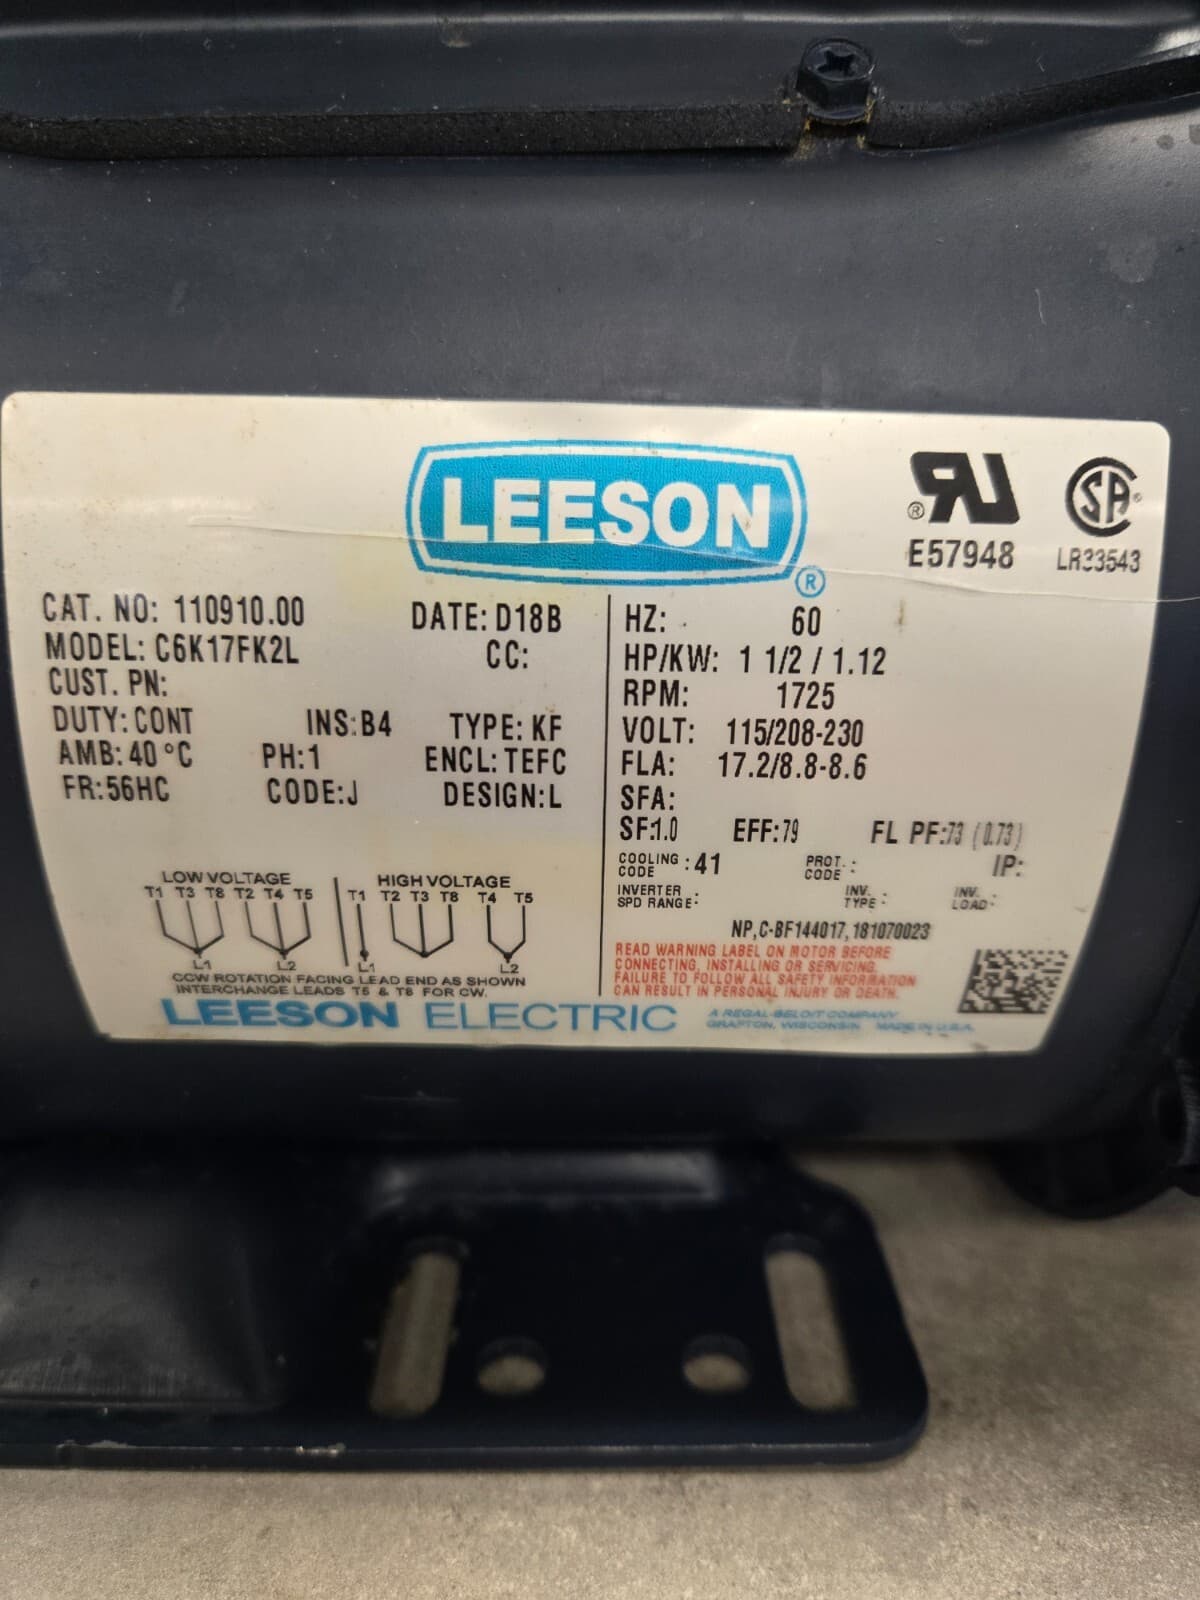 LEESON
®
UR
®
E57948
SA
®
LR33543
CAT. NO: 110910.00 DATE: D18B
MODEL: C6K17FK2L CC:
CUST. PN:
DUTY: CONT INS: B4 TYPE: KF
AMB: 40 °C PH: 1 ENCL: TEFC
FR: 56HC CODE: J DESIGN: L
HZ: 60
HP/KW: 1 1/2 / 1.12
RPM: 1725
VOLT: 115/208-230
FLA: 17.2/8.8-8.6
SFA:
SF: 1.0 EFF: 79 FL PF: 73 (0.73)
COOLING CODE : 41 PROT. CODE : IP:
INVERTER SPD RANGE : INV. TYPE : INV. LOAD :
NP,C-BF144017,181070023
LOW VOLTAGE
T1 T3 T8 T2 T4 T5
L1 L2
HIGH VOLTAGE
T1 T2 T3 T8 T4 T5
L1 L2
CCW ROTATION FACING LEAD END AS SHOWN
INTERCHANGE LEADS T5 & T8 FOR CW.
READ WARNING LABEL ON MOTOR BEFORE
CONNECTING, INSTALLING OR SERVICING.
FAILURE TO FOLLOW ALL SAFETY INFORMATION
CAN RESULT IN PERSONAL INJURY OR DEATH.
LEESON ELECTRIC
A REGAL-BELOIT COMPANY
GRAFTON, WISCONSIN MADE IN U.S.A.